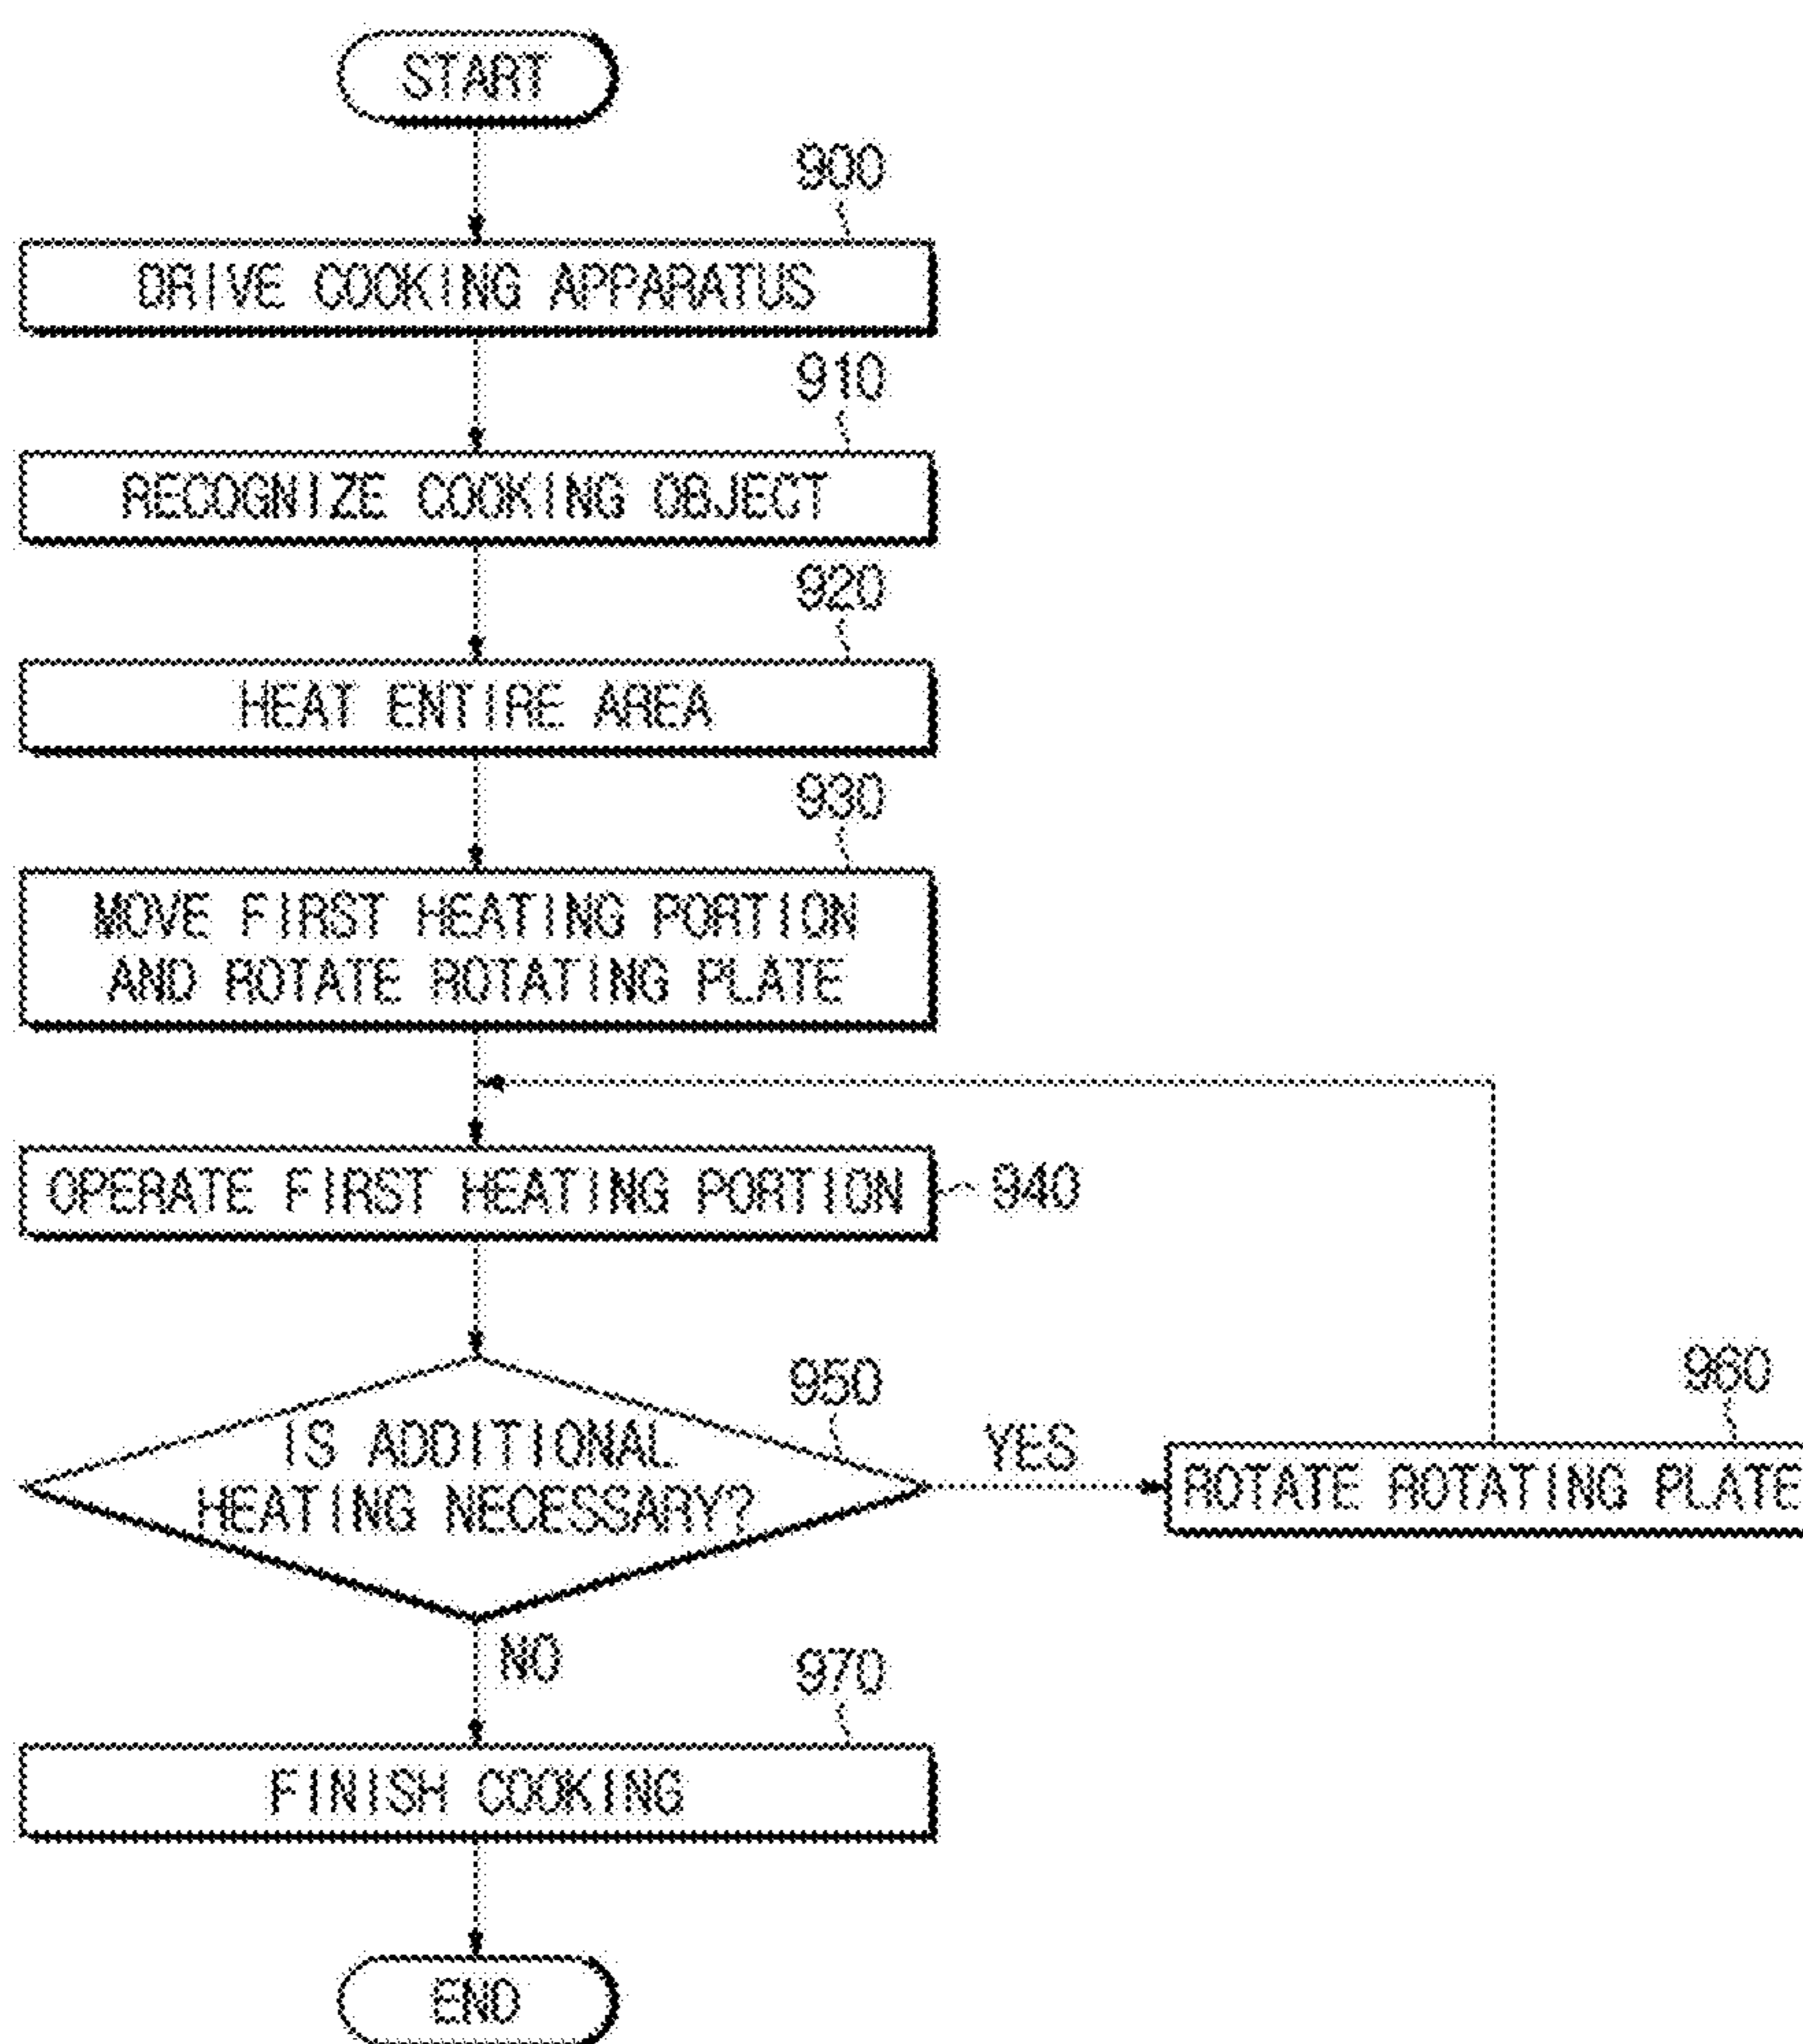 START
900
DRIVE COOKING APPARATUS
910
RECOGNIZE COOKING OBJECT
920
HEAT ENTIRE AREA
930
MOVE FIRST HEATING PORTION
AND ROTATE ROTATING PLATE
OPERATE FIRST HEATING PORTION
940
950
IS ADDITIONAL
HEATING NECESSARY?
YES
960
ROTATE ROTATING PLATE
NO
970
FINISH COOKING
END